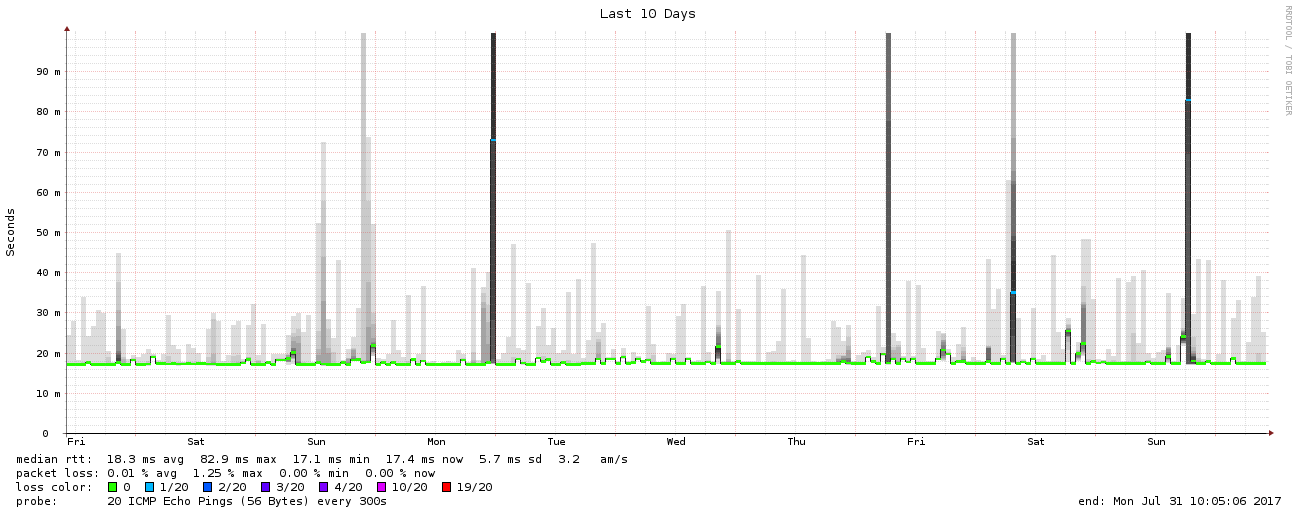 Last 10 Days
RRDTOOL / TOBI OETIKER
Seconds
90 m
80 m
70 m
60 m
50 m
40 m
30 m
20 m
10 m
0
Fri Sat Sun Mon Tue Wed Thu Fri Sat Sun
median rtt: 18.3 ms avg 82.9 ms max 17.1 ms min 17.4 ms now 5.7 ms sd 3.2 am/s
packet loss: 0.01 % avg 1.25 % max 0.00 % min 0.00 % now
loss color: 0 1/20 2/20 3/20 4/20 10/20 19/20
probe: 20 ICMP Echo Pings (56 Bytes) every 300s end: Mon Jul 31 10:05:06 2017